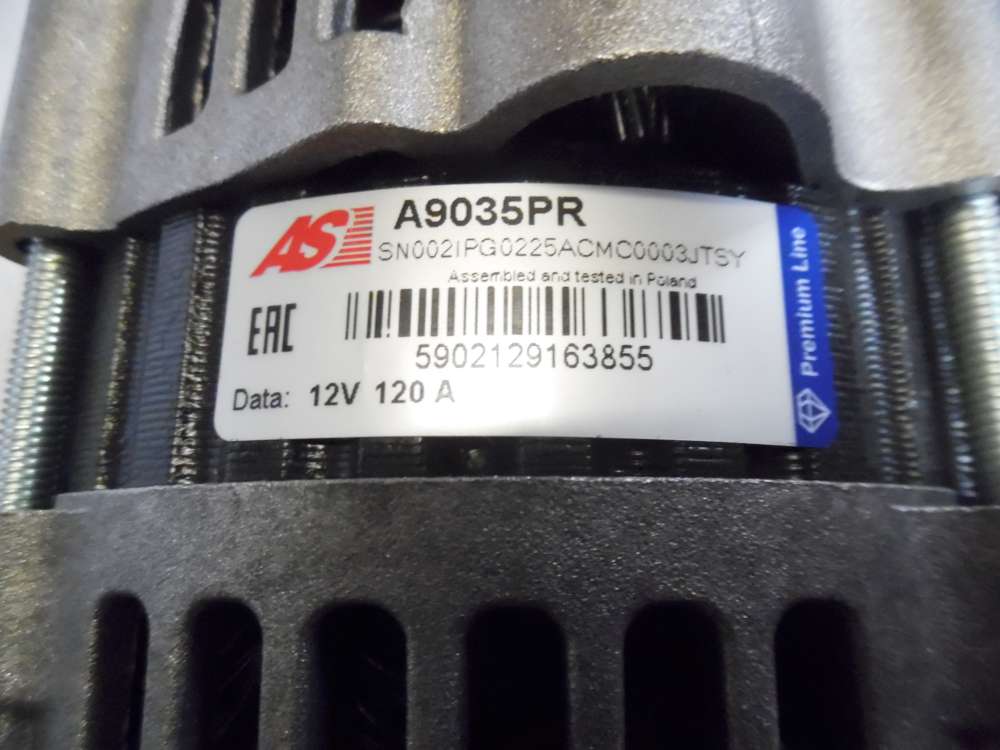 AS
A9035PR
SN002IPG0225ACMC0003JTSY
Assembled and tested in Poland
EAC
5902129163855
Data: 12V 120 A
Premium Line